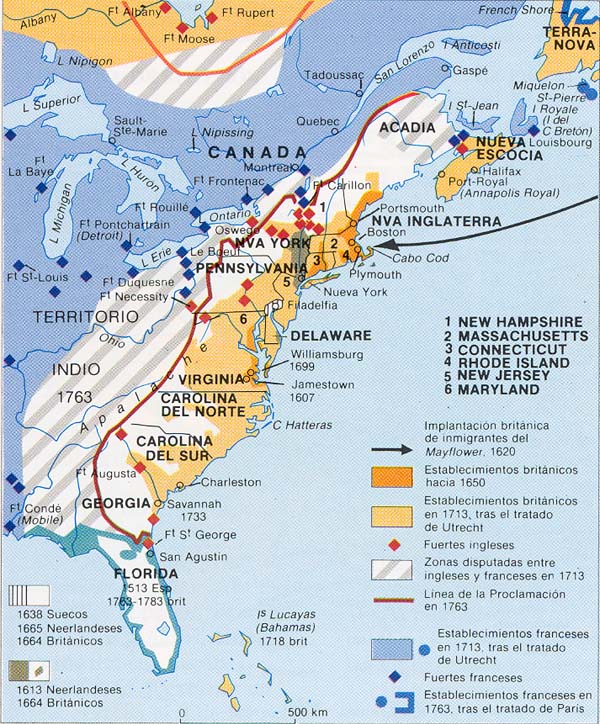 Albany
Fᵗ Albany
Fᵗ Rupert
Fᵗ Moose
French Shore
TERRA-
NOVA
L Nipigon
San Lorenzo
I Anticosti
Gaspé
Tadoussac
Miquelon
Sᵗ-Pierre
I Royale
(I del
C Bretón)
Louisbourg
L Superior
Sault-
Ste-Marie
L Nipissing
Quebec
I Sᵗ-Jean
ACADIA
NUEVA
ESCOCIA
Halifax
Port-Royal
(Annapolis Royal)
CANADA
Montreal
Fᵗ
La Baye
L Huron
L Michigan
Fᵗ Frontenac
Fᵗ Carillon
1
Fᵗ Rouillé
L Ontario
Oswego
Portsmouth
NVA INGLATERRA
Boston
Cabo Cod
Plymouth
2
3
4
Fᵗ Pontchartrain
(Detroit)
L Erie
NVA YORK
Le Bœuf
PENNSYLVANIA
5
Nueva York
Fᵗ Sᵗ-Louis
Fᵗ Duquesne
Fᵗ Necessity
Filadelfia
6
TERRITORIO
INDIO
1763
Ohio
Apalache
DELAWARE
Williamsburg
1699
Jamestown
1607
VIRGINIA
CAROLINA
DEL NORTE
C Hatteras
CAROLINA
DEL SUR
Fᵗ Augusta
Charleston
GEORGIA
Savannah
1733
Fᵗ Condé
(Mobile)
Fᵗ Sᵗ George
San Agustin
FLORIDA
1513 Esp
1763-1783 brit
Iˢ Lucayas
(Bahamas)
1718 brit
1 NEW HAMPSHIRE
2 MASSACHUSETTS
3 CONNECTICUT
4 RHODE ISLAND
5 NEW JERSEY
6 MARYLAND
Implantación británica
de inmigrantes del
Mayflower, 1620
Establecimientos británicos
hacia 1650
Establecimientos británicos
en 1713, tras el tratado
de Utrecht
Fuertes ingleses
Zonas disputadas entre
ingleses y franceses en 1713
Línea de la Proclamación
en 1763
Establecimientos franceses
en 1713, tras el tratado
de Utrecht
Fuertes franceses
Establecimientos franceses en
1763, tras el tratado de Paris
1638 Suecos
1665 Neerlandeses
1664 Británicos
1613 Neerlandeses
1664 Británicos
0
500 km